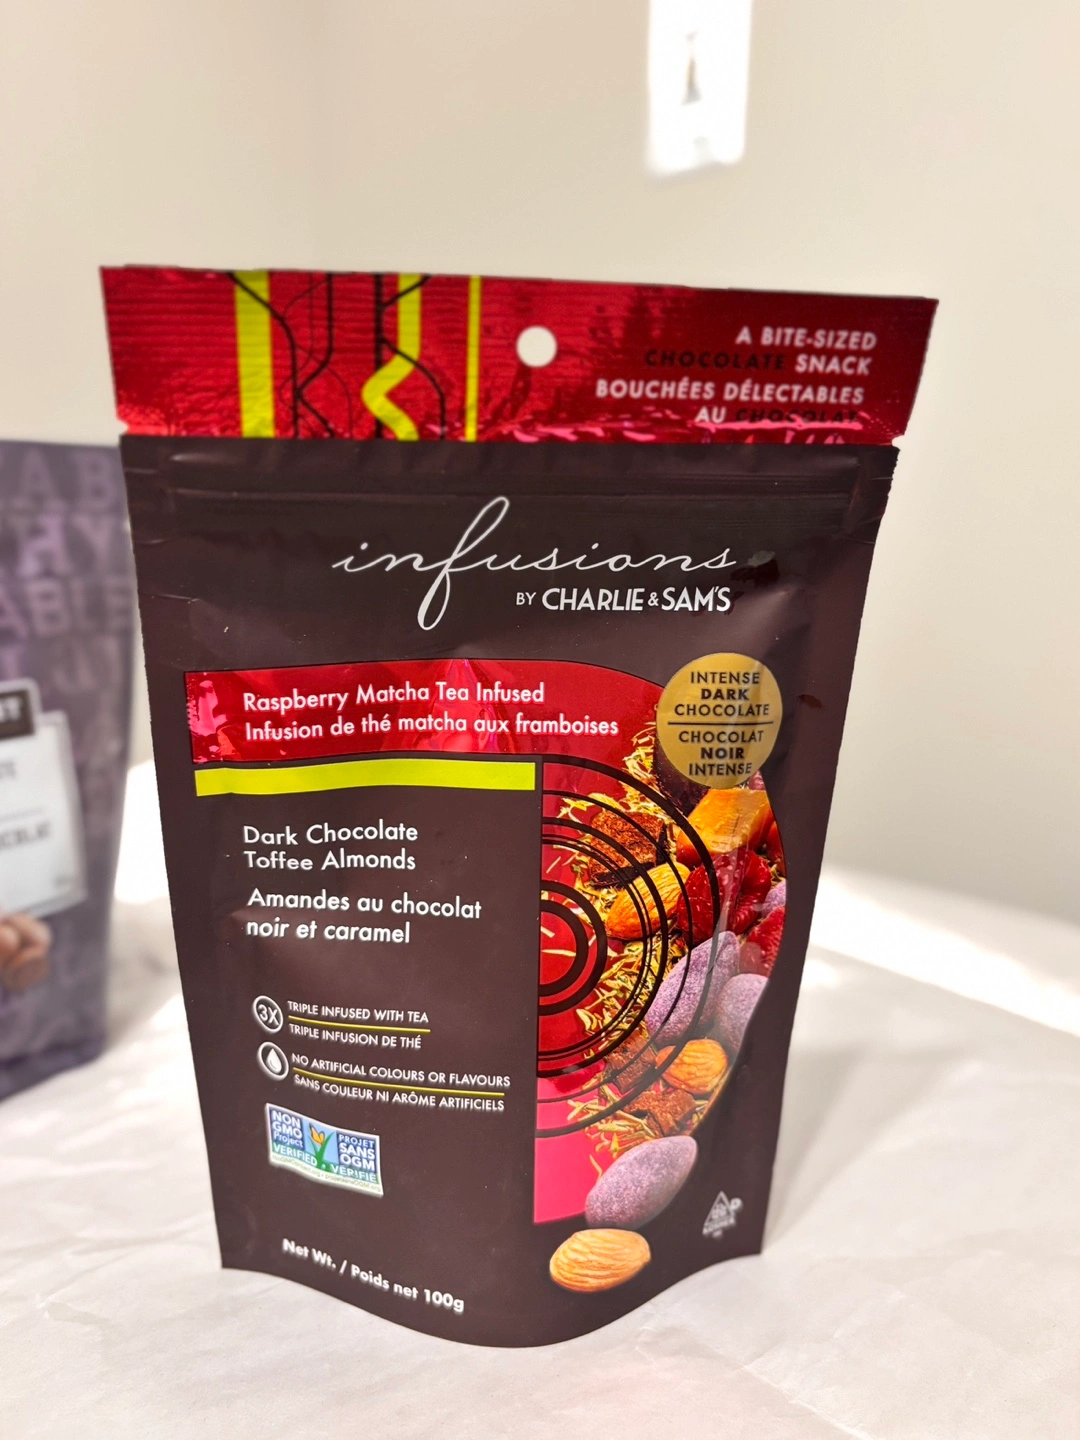 A BITE-SIZED
CHOCOLATE SNACK
BOUCHÉES DÉLECTABLES
AU CHOCOLAT
infusions
BY CHARLIE & SAM'S
Raspberry Matcha Tea Infused
Infusion de thé matcha aux framboises
INTENSE
DARK
CHOCOLATE
CHOCOLAT
NOIR
INTENSE
Dark Chocolate
Toffee Almonds
Amandes au chocolat
noir et caramel
3X
TRIPLE INFUSED WITH TEA
TRIPLE INFUSION DE THÉ
NO ARTIFICIAL COLOURS OR FLAVOURS
SANS COULEUR NI ARÔME ARTIFICIELS
NON
GMO
Project
VERIFIED
PROJET
SANS
OGM
VÉRIFIÉ
Net Wt. / Poids net 100g